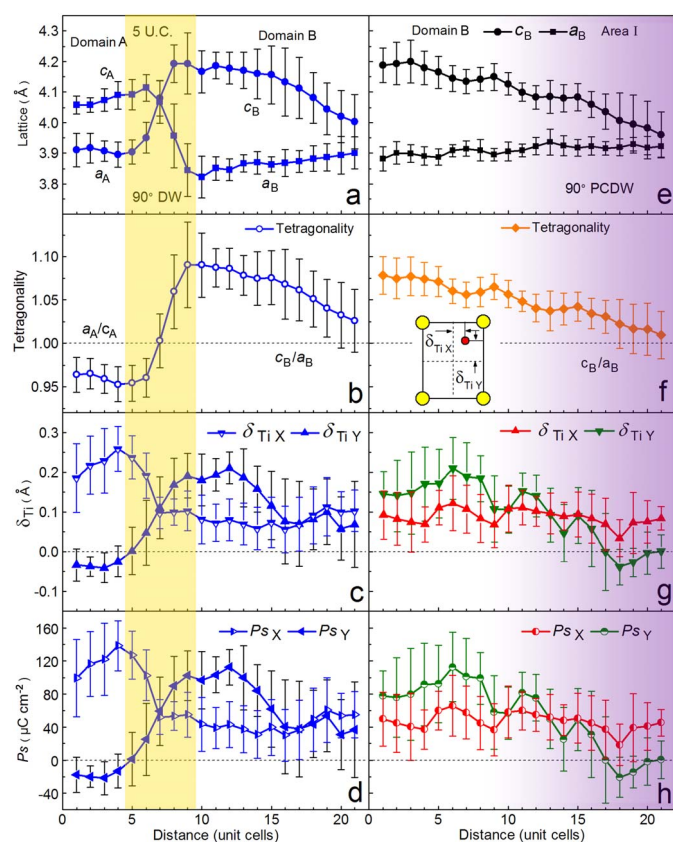 5 U.C.
Domain A
Domain B
c_A
c_B
a_A
a_B
90° DW
a
Lattice (Å)
4.3
4.2
4.1
4.0
3.9
3.8
Domain B
c_B
a_B
Area I
90° PCDW
e
Tetragonality
a_A/c_A
c_B/a_B
b
Tetragonality
1.10
1.05
1.00
0.95
Tetragonality
δ_Ti X
δ_Ti Y
c_B/a_B
f
δ_Ti X
δ_Ti Y
c
δ_Ti (Å)
0.3
0.2
0.1
0.0
-0.1
δ_Ti X
δ_Ti Y
g
Ps_X
Ps_Y
d
Ps (μC cm⁻²)
160
120
80
40
0
-40
0 5 10 15 20
Distance (unit cells)
Ps_X
Ps_Y
h
0 5 10 15 20
Distance (unit cells)